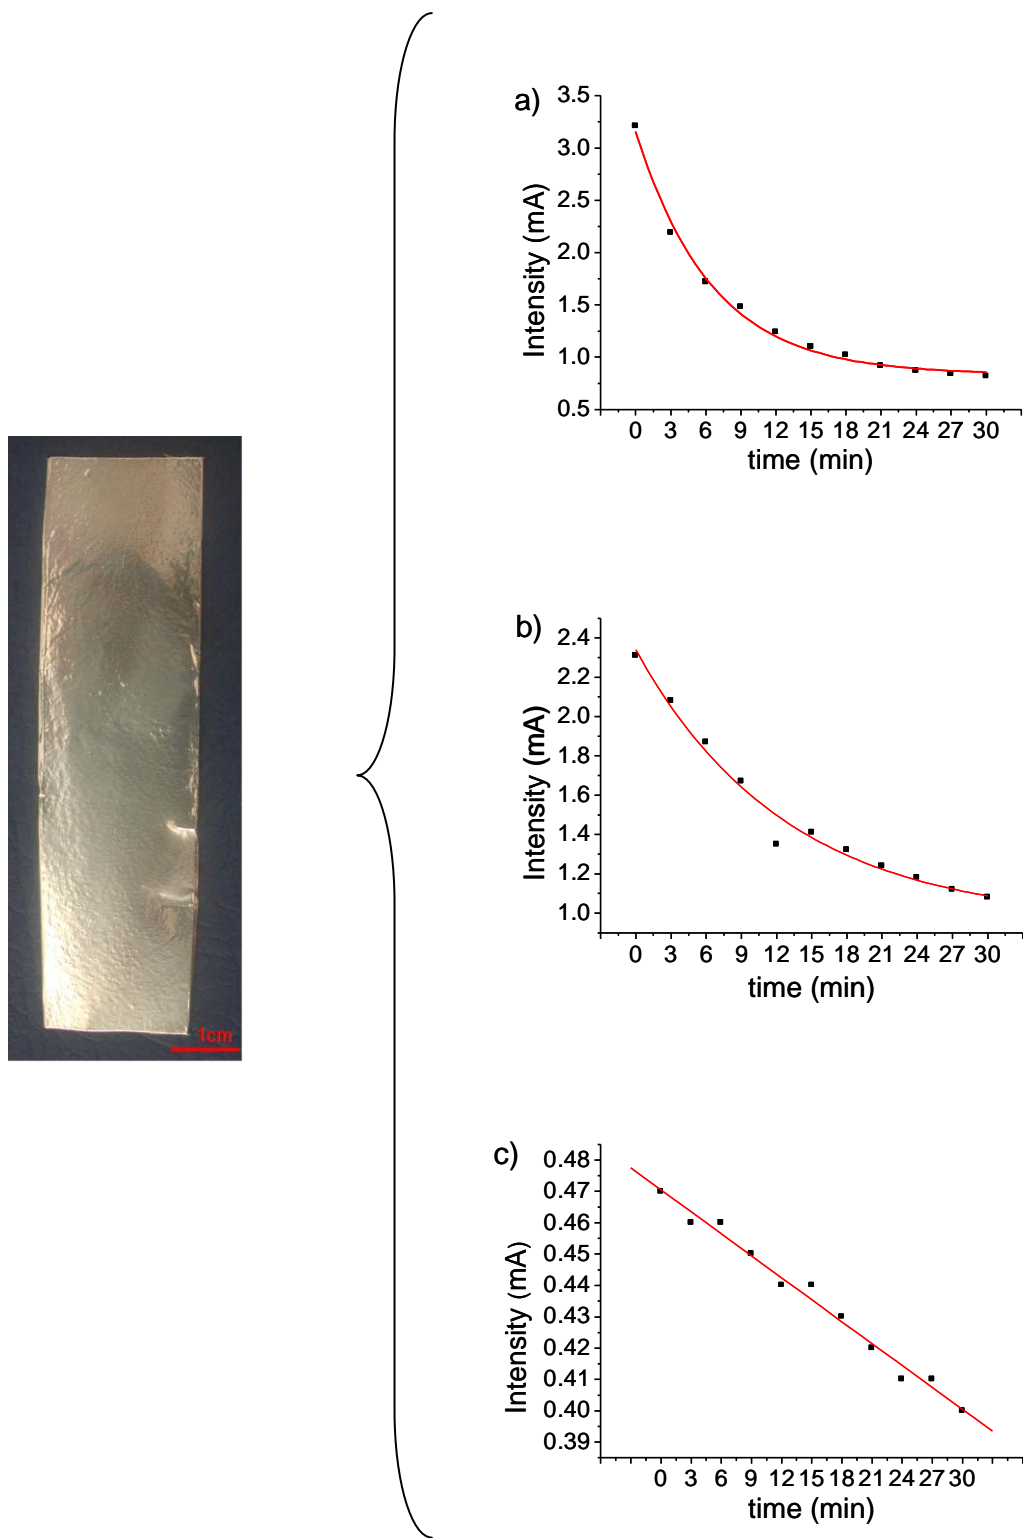 a)
3.5
3.0
2.5
2.0
1.5
1.0
0.5
Intensity (mA)
0 3 6 9 12 15 18 21 24 27 30
time (min)
b)
2.4
2.2
2.0
1.8
1.6
1.4
1.2
1.0
Intensity (mA)
0 3 6 9 12 15 18 21 24 27 30
time (min)
1cm
c)
0.48
0.47
0.46
0.45
0.44
0.43
0.42
0.41
0.40
0.39
Intensity (mA)
0 3 6 9 12 15 18 21 24 27 30
time (min)